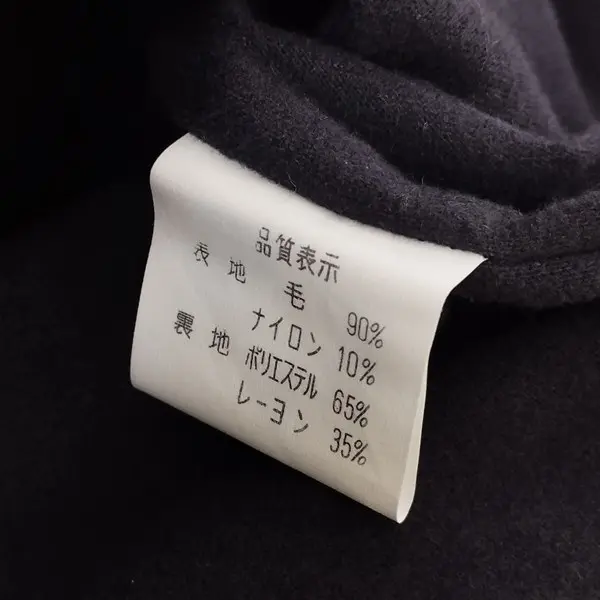 品質表示
表地 毛 90%
ナイロン 10%
裏地 ポリエステル 65%
レーヨン 35%